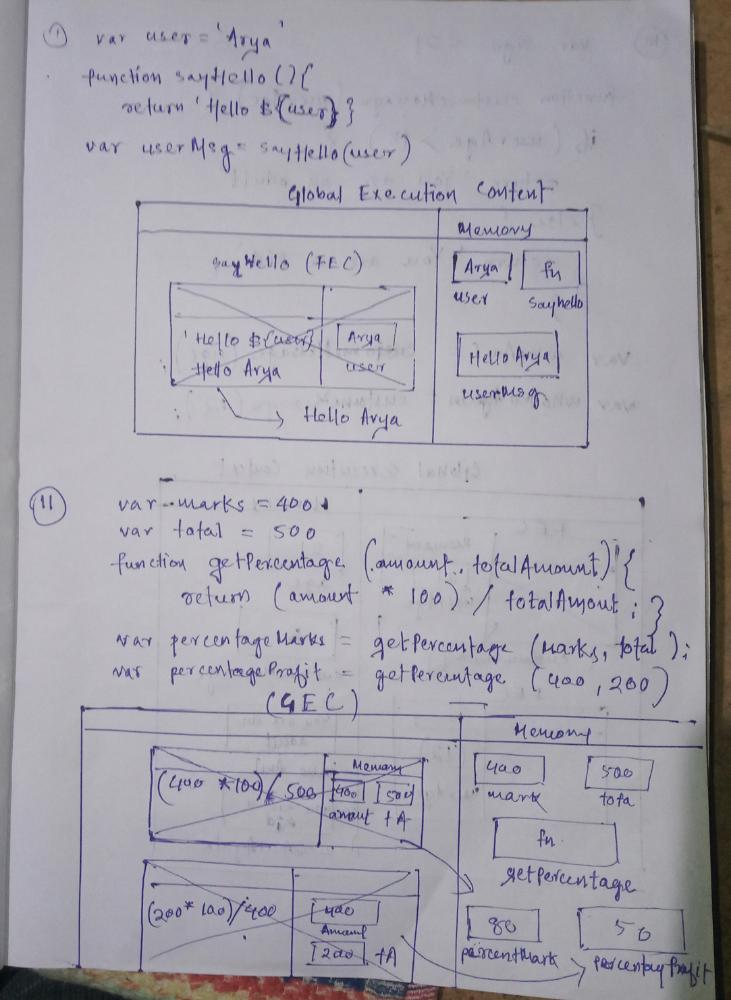 ① var user = 'Arya'
function sayHello () {
return 'Hello ${user} }
var userMsg = sayHello(user)
Global Execution Content
Memory
sayHello (FEC)
Arya
fn
user
sayhello
'Hello ${user}
Arya
Hello Arya
user
Hello Arya
userMsg
Hello Arya
⑪ var marks = 400
var total = 500
function getPercentage (amount, totalAmount) {
return (amount * 100) / totalAmount ; }
var percentageMarks = getPercentage (Marks, total);
var percentageProfit = getPercentage (400, 200)
(GEC)
Memory
Memory
400
500
(400 * 100) / 500
400
500
mark
tota
amout
tA
fn
getPercentage
(200 * 100) / 400
400
Amount
200
tA
80
50
percentMark
percentayProfit